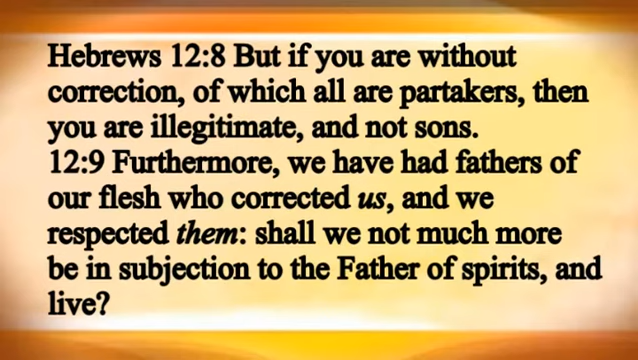 Hebrews 12:8 But if you are without
correction, of which all are partakers, then
you are illegitimate, and not sons.
12:9 Furthermore, we have had fathers of
our flesh who corrected us, and we
respected them: shall we not much more
be in subjection to the Father of spirits, and
live?